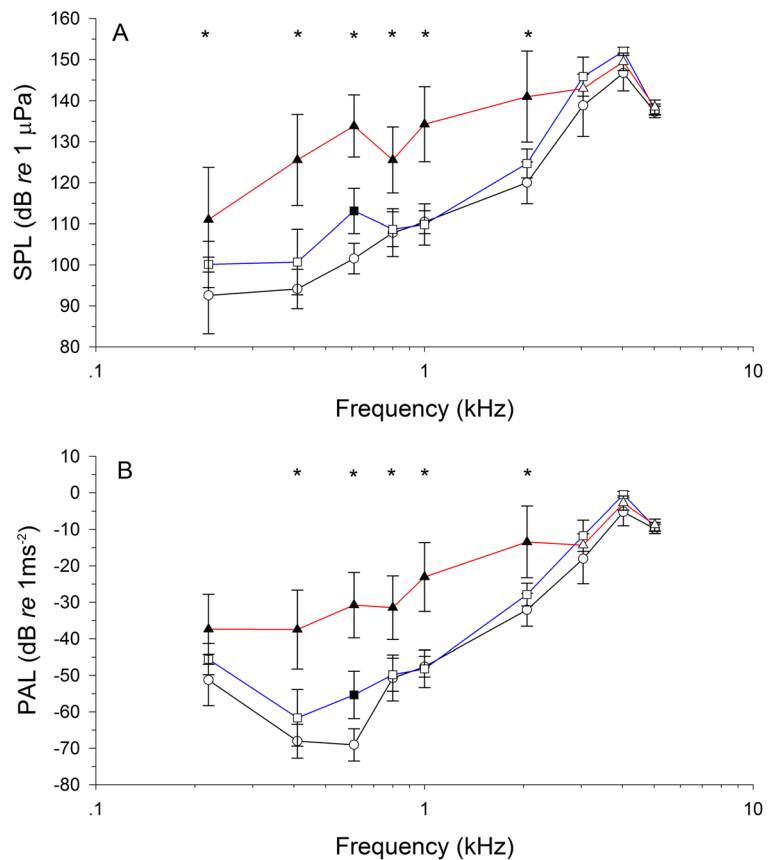 A
* * * * * *
160
150
140
130
120
110
100
90
80
SPL (dB re 1 μPa)
.1 1 10
Frequency (kHz)
B
* * * * *
10
0
-10
-20
-30
-40
-50
-60
-70
-80
PAL (dB re 1ms-2)
.1 1 10
Frequency (kHz)